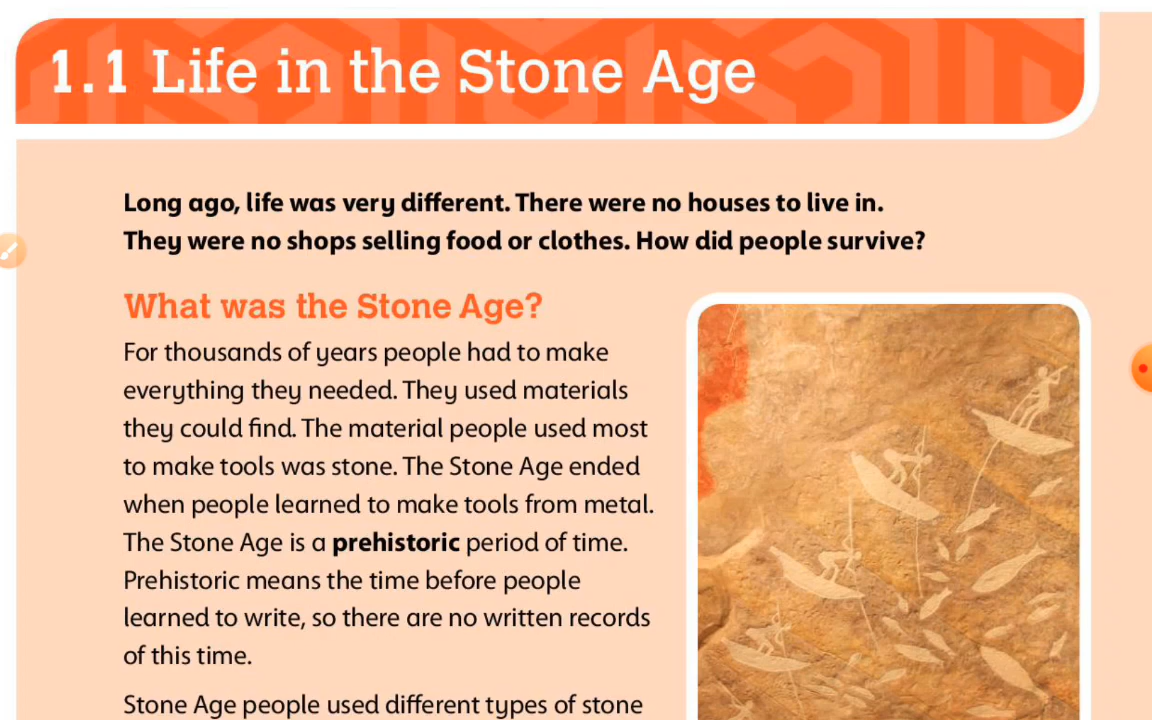 1.1 Life in the Stone Age
Long ago, life was very different. There were no houses to live in.
They were no shops selling food or clothes. How did people survive?
What was the Stone Age?
For thousands of years people had to make
everything they needed. They used materials
they could find. The material people used most
to make tools was stone. The Stone Age ended
when people learned to make tools from metal.
The Stone Age is a prehistoric period of time.
Prehistoric means the time before people
learned to write, so there are no written records
of this time.
Stone Age people used different types of stone